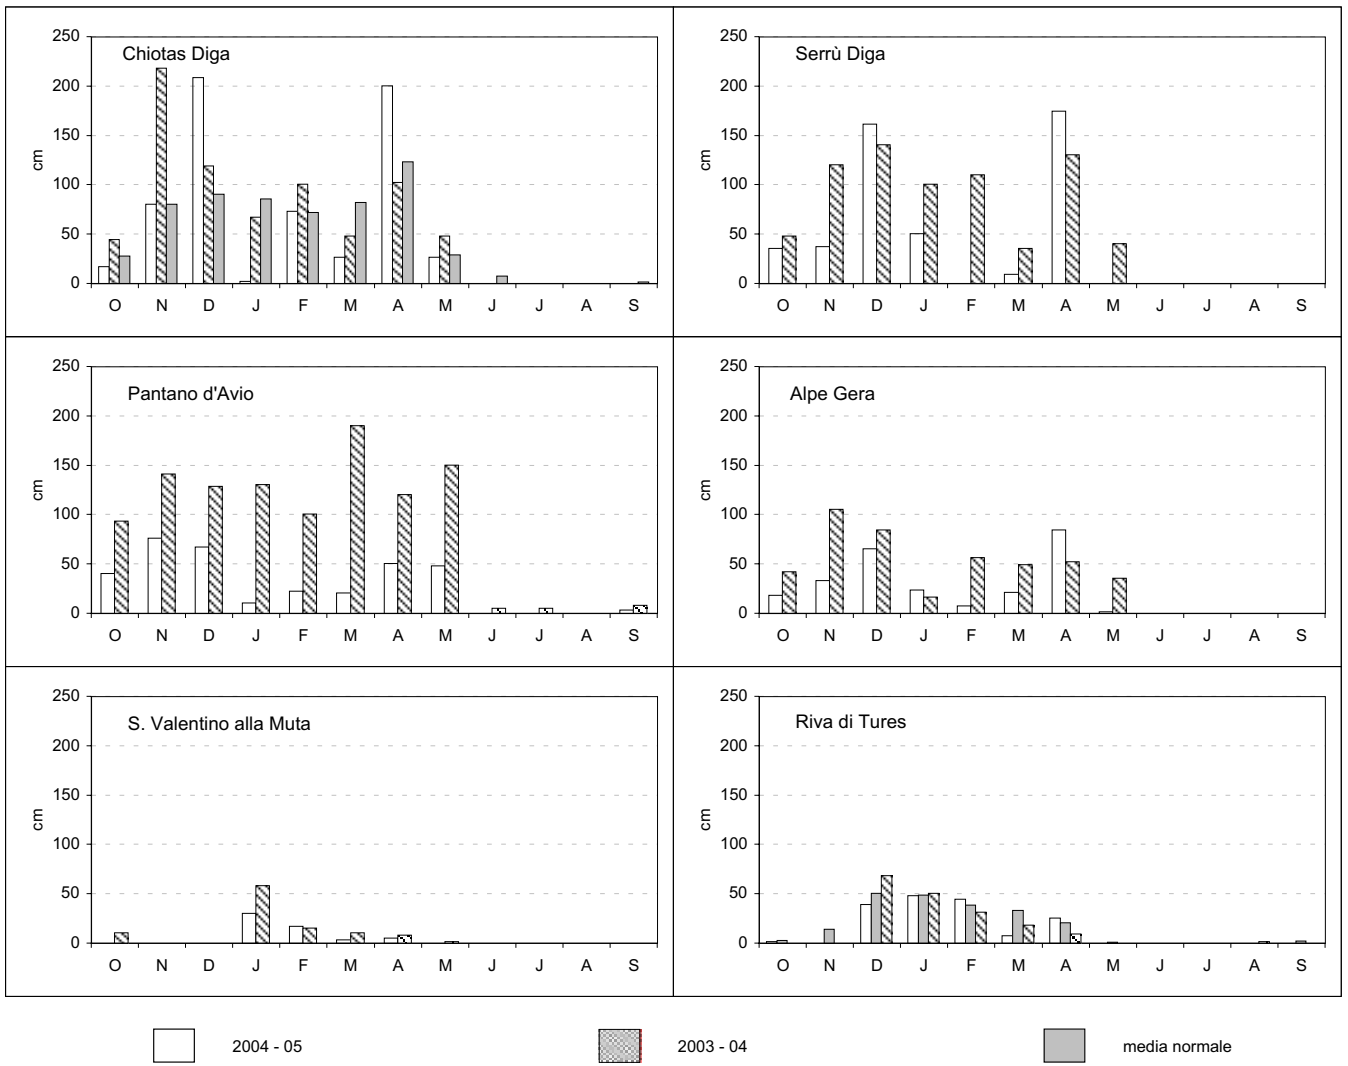 Chiotas Diga
250
200
150
100
50
0
cm
O N D J F M A M J J A S
Serrù Diga
250
200
150
100
50
0
cm
O N D J F M A M J J A S
Pantano d'Avio
250
200
150
100
50
0
cm
O N D J F M A M J J A S
Alpe Gera
250
200
150
100
50
0
cm
O N D J F M A M J J A S
S. Valentino alla Muta
250
200
150
100
50
0
cm
O N D J F M A M J J A S
Riva di Tures
250
200
150
100
50
0
cm
O N D J F M A M J J A S
2004 - 05 2003 - 04 media normale